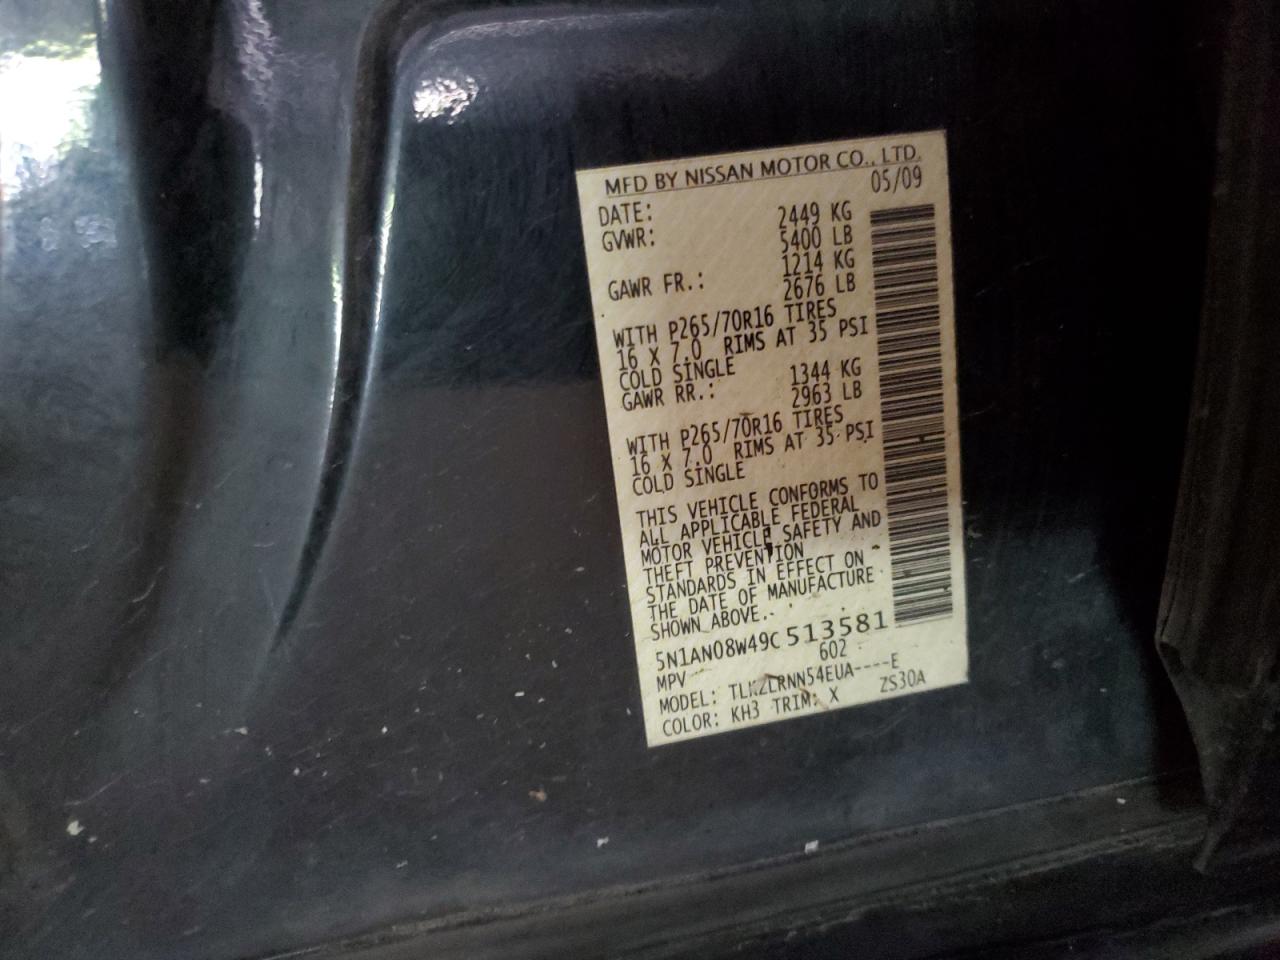 MFD BY NISSAN MOTOR CO., LTD.
DATE: 05/09
GVWR: 2449 KG
5400 LB
GAWR FR.: 1214 KG
2676 LB
WITH P265/70R16 TIRES
16 X 7.0 RIMS AT 35 PSI
COLD SINGLE
GAWR RR.: 1344 KG
2963 LB
WITH P265/70R16 TIRES
16 X 7.0 RIMS AT 35 PSI
COLD SINGLE
THIS VEHICLE CONFORMS TO
ALL APPLICABLE FEDERAL
MOTOR VEHICLE SAFETY AND
THEFT PREVENTION
STANDARDS IN EFFECT ON
THE DATE OF MANUFACTURE
SHOWN ABOVE.
5N1AN08W49C513581
MPV 602
MODEL: TLKZLRNN54EUA----E
COLOR: KH3 TRIM: X ZS30A